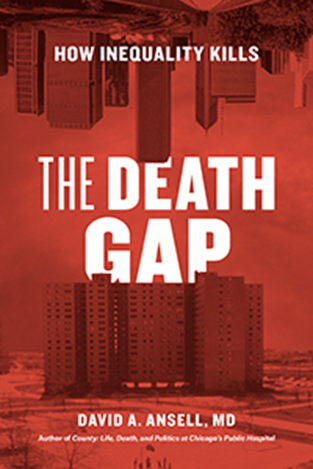 HOW INEQUALITY KILLS
THE DEATH
GAP
DAVID A. ANSELL, MD
Author of County: Life, Death, and Politics at Chicago's Public Hospital